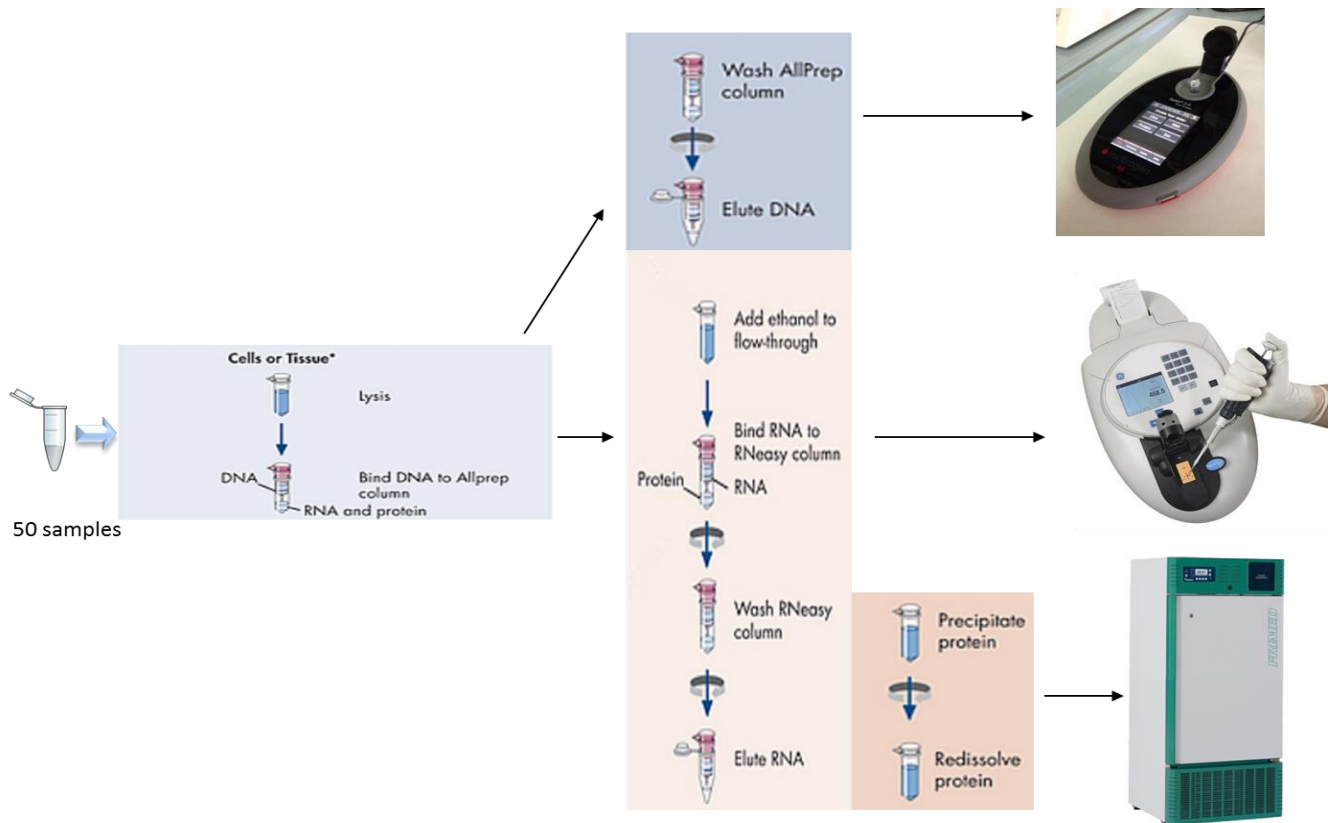 50 samples
Cells or Tissue*
Lysis
DNA
Bind DNA to Allprep
column
RNA and protein
Wash AllPrep
column
Elute DNA
Add ethanol to
flow-through
Bind RNA to
RNeasy column
Protein
RNA
Wash RNeasy
column
Elute RNA
Precipitate
protein
Redissolve
protein